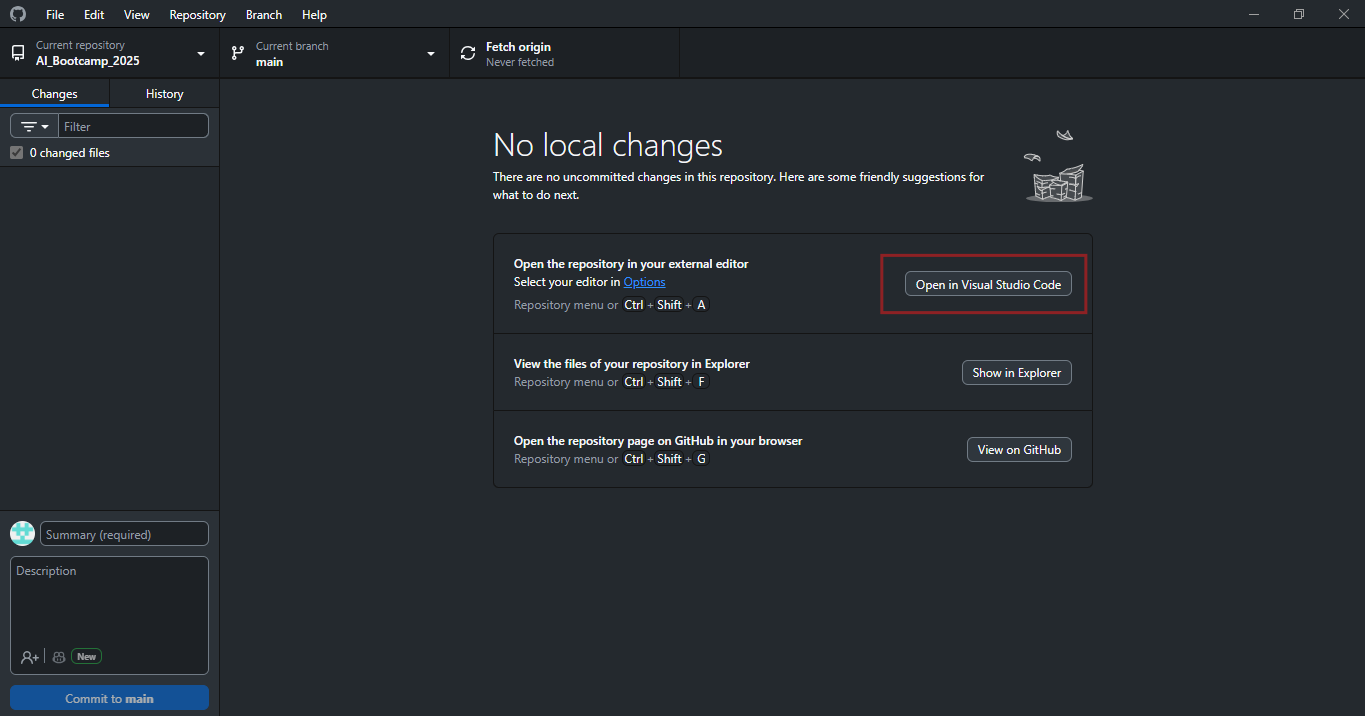 File Edit View Repository Branch Help
Current repository
AI_Bootcamp_2025
Current branch
main
Fetch origin
Never fetched
Changes
History
Filter
0 changed files
No local changes
There are no uncommitted changes in this repository. Here are some friendly suggestions for
what to do next.
Open the repository in your external editor
Select your editor in Options
Repository menu or Ctrl + Shift + A
Open in Visual Studio Code
View the files of your repository in Explorer
Repository menu or Ctrl + Shift + F
Show in Explorer
Open the repository page on GitHub in your browser
Repository menu or Ctrl + Shift + G
View on GitHub
Summary (required)
Description
New
Commit to main